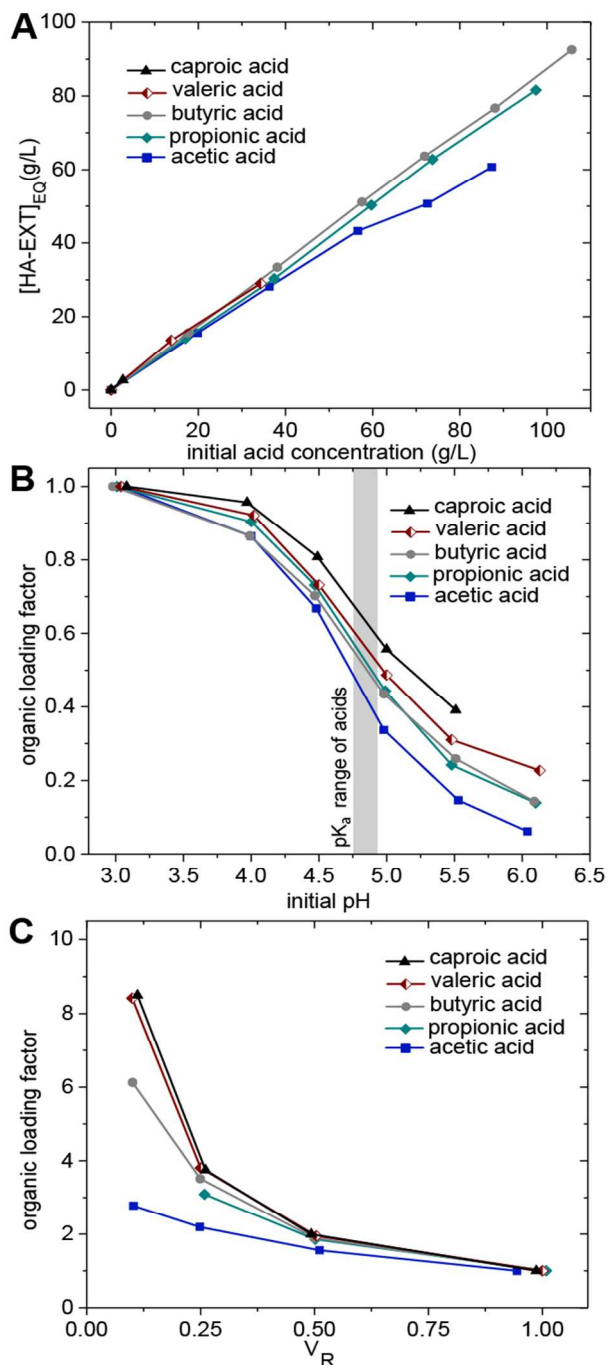 A
100
80
60
40
20
0
[HA-EXT]EQ(g/L)
caproic acid
valeric acid
butyric acid
propionic acid
acetic acid
0 20 40 60 80 100
initial acid concentration (g/L)
B
1.0
0.8
0.6
0.4
0.2
0.0
organic loading factor
caproic acid
valeric acid
butyric acid
propionic acid
acetic acid
pKa range of acids
3.0 3.5 4.0 4.5 5.0 5.5 6.0 6.5
initial pH
C
10
8
6
4
2
0
organic loading factor
caproic acid
valeric acid
butyric acid
propionic acid
acetic acid
0.00 0.25 0.50 0.75 1.00
VR